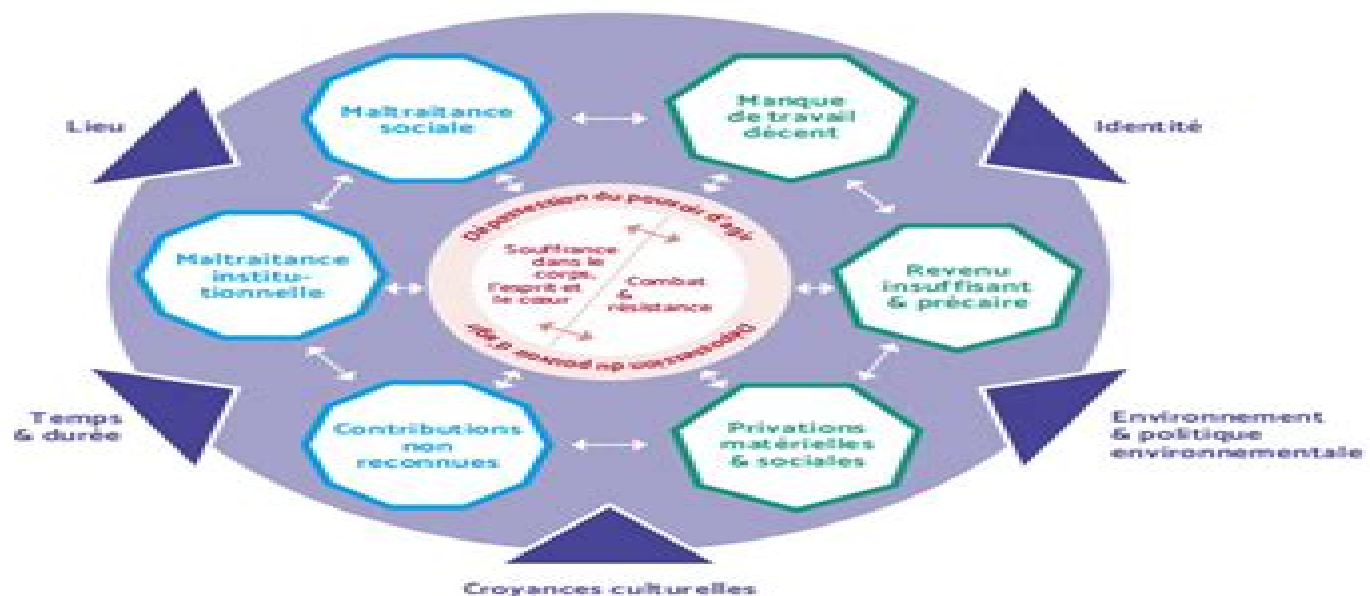 Maltraitance
sociale
Manque
de travail
décent
Lieu
Identité
Dépossession du pouvoir d'agir
Souffrance
dans le
corps,
l'esprit et
le cœur
Combat
&
résistance
Dépossession du pouvoir d'agir
Maltraitance
institu-
tionnelle
Revenu
insuffisant
& précaire
Temps
& durée
Contributions
non
reconnues
Privations
matérielles
& sociales
Environnement
& politique
environnementale
Croyances culturelles